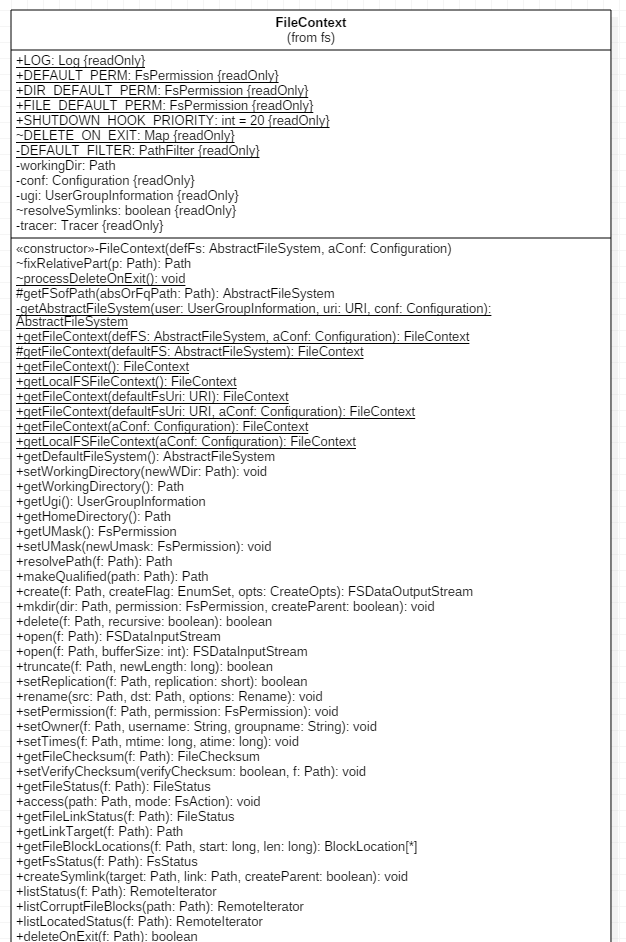 FileContext
(from fs)
+LOG: Log {readOnly}
+DEFAULT_PERM: FsPermission {readOnly}
+DIR_DEFAULT_PERM: FsPermission {readOnly}
+FILE_DEFAULT_PERM: FsPermission {readOnly}
+SHUTDOWN_HOOK_PRIORITY: int = 20 {readOnly}
~DELETE_ON_EXIT: Map {readOnly}
-DEFAULT_FILTER: PathFilter {readOnly}
-workingDir: Path
-conf: Configuration {readOnly}
-ugi: UserGroupInformation {readOnly}
~resolveSymlinks: boolean {readOnly}
-tracer: Tracer {readOnly}
«constructor»-FileContext(defFs: AbstractFileSystem, aConf: Configuration)
~fixRelativePart(p: Path): Path
~processDeleteOnExit(): void
#getFSofPath(absOrFqPath: Path): AbstractFileSystem
-getAbstractFileSystem(user: UserGroupInformation, uri: URI, conf: Configuration):
AbstractFileSystem
+getFileContext(defFS: AbstractFileSystem, aConf: Configuration): FileContext
#getFileContext(defaultFS: AbstractFileSystem): FileContext
+getFileContext(): FileContext
+getLocalFSFileContext(): FileContext
+getFileContext(defaultFsUri: URI): FileContext
+getFileContext(defaultFsUri: URI, aConf: Configuration): FileContext
+getFileContext(aConf: Configuration): FileContext
+getLocalFSFileContext(aConf: Configuration): FileContext
+getDefaultFileSystem(): AbstractFileSystem
+setWorkingDirectory(newWDir: Path): void
+getWorkingDirectory(): Path
+getUgi(): UserGroupInformation
+getHomeDirectory(): Path
+getUMask(): FsPermission
+setUMask(newUmask: FsPermission): void
+resolvePath(f: Path): Path
+makeQualified(path: Path): Path
+create(f: Path, createFlag: EnumSet, opts: CreateOpts): FSDataOutputStream
+mkdir(dir: Path, permission: FsPermission, createParent: boolean): void
+delete(f: Path, recursive: boolean): boolean
+open(f: Path): FSDataInputStream
+open(f: Path, bufferSize: int): FSDataInputStream
+truncate(f: Path, newLength: long): boolean
+setReplication(f: Path, replication: short): boolean
+rename(src: Path, dst: Path, options: Rename): void
+setPermission(f: Path, permission: FsPermission): void
+setOwner(f: Path, username: String, groupname: String): void
+setTimes(f: Path, mtime: long, atime: long): void
+getFileChecksum(f: Path): FileChecksum
+setVerifyChecksum(verifyChecksum: boolean, f: Path): void
+getFileStatus(f: Path): FileStatus
+access(path: Path, mode: FsAction): void
+getFileLinkStatus(f: Path): FileStatus
+getLinkTarget(f: Path): Path
+getFileBlockLocations(f: Path, start: long, len: long): BlockLocation[*]
+getFsStatus(f: Path): FsStatus
+createSymlink(target: Path, link: Path, createParent: boolean): void
+listStatus(f: Path): RemoteIterator
+listCorruptFileBlocks(path: Path): RemoteIterator
+listLocatedStatus(f: Path): RemoteIterator
+deleteOnExit(f: Path): boolean